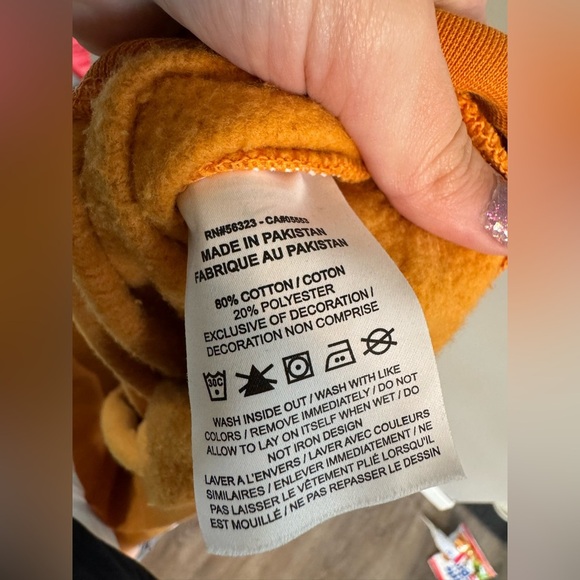 RN#56323 - CA#05553
MADE IN PAKISTAN
FABRIQUE AU PAKISTAN
80% COTTON / COTON
20% POLYESTER
EXCLUSIVE OF DECORATION /
DECORATION NON COMPRISE
30C
WASH INSIDE OUT / WASH WITH LIKE
COLORS / REMOVE IMMEDIATELY / DO NOT
ALLOW TO LAY ON ITSELF WHEN WET / DO
NOT IRON DESIGN
LAVER A L'ENVERS / LAVER AVEC COULEURS
SIMILAIRES / ENLEVER IMMEDIATEMENT / NE
PAS LAISSER LE VÊTEMENT PLIÉ LORSQU'IL
EST MOUILLÉ / NE PAS REPASSER LE DESSIN